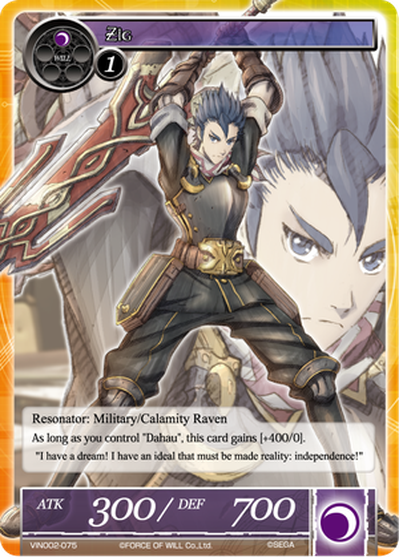 Zig
WILL
1
Resonator: Military/Calamity Raven
As long as you control "Dahau", this card gains [+400/0].
"I have a dream! I have an ideal that must be made reality: independence!"
ATK 300/ DEF 700
VIN002-075 ©FORCE OF WILL Co.,Ltd. ©SEGA